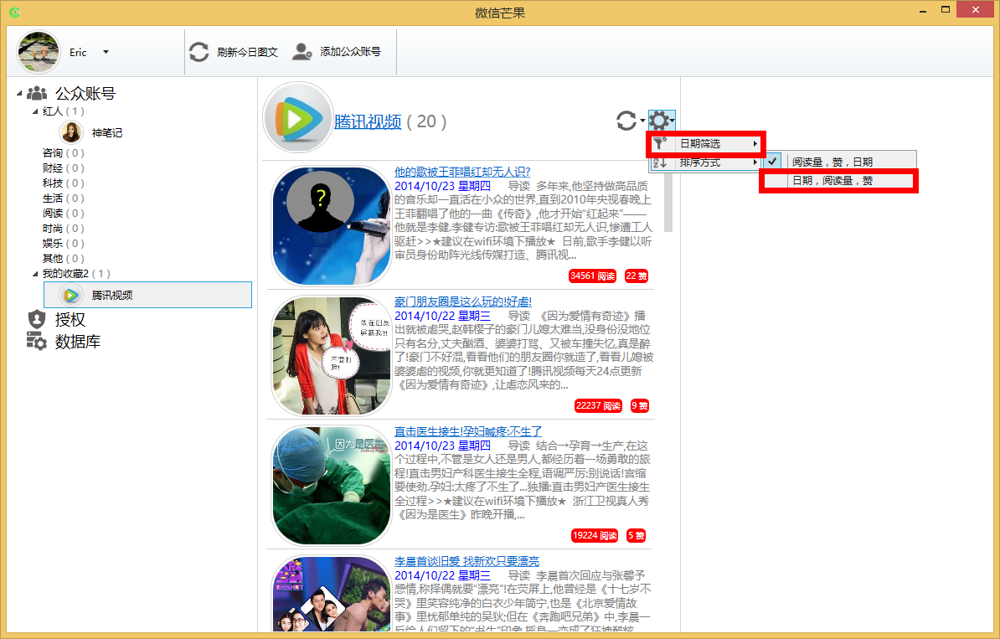 微信芒果
Eric
刷新今日图文
添加公众账号
公众账号
红人 ( 1 )
神笔记
咨询 ( 0 )
财经 ( 0 )
科技 ( 0 )
生活 ( 0 )
阅读 ( 0 )
时尚 ( 0 )
娱乐 ( 0 )
其他 ( 0 )
我的收藏2 ( 1 )
腾讯视频
授权
数据库
腾讯视频 ( 20 )
日期筛选
排序方式
阅读量，赞，日期
日期，阅读量，赞
他的歌被王菲唱红却无人识?
2014/10/23 星期四 导读 多年来,他坚持做高品质
的音乐却一直活在小众的世界,直到2010年央视春晚上
王菲翻唱了他的一曲《传奇》,他才开始“红起来”——
他就是李健.李健专访:歌被王菲唱红却无人识,惨遭工人
驱赶>>★建议在wifi环境下播放★ 日前,歌手李健以听
审员身份助阵光线传媒打造、腾讯视...
34561 阅读 22 赞
豪门朋友圈是这么玩的!好虐!
2014/10/22 星期三 导读 《因为爱情有奇迹》播
出就被虐哭,赵韩樱子的豪门儿媳太难当,没身份没地位
只有名分,丈夫酗酒、婆婆打骂、又被车撞失忆,真是醉
了!豪门不好混,看看他们的朋友圈你就造了,看看儿媳被
婆婆虐的视频,你就更知道了!腾讯视频每天24点更新
《因为爱情有奇迹》,让虐恋风来的...
敢在朋友
屏蔽我?!
不要打
脸!
22237 阅读 9 赞
直击医生接生!孕妇喊疼:不生了
2014/10/23 星期四 导读 结合→孕育→生产,在这
个过程中,不管是女人还是男人,都经历着一场勇敢的旅
程!直击男妇产科医生接生全程,语调严厉:别说话!宫缩
要使劲.孕妇:太疼了不生了...独播:直击男妇产医生接生
全过程>>★建议在wifi环境下播放★ 浙江卫视真人秀
《因为是医生》昨晚开播,...
因为是医生
19224 阅读 5 赞
李晨首谈旧爱 找新欢只要漂亮
2014/10/22 星期三 导读 李晨首次回应与张馨予
感情,称择偶就要“漂亮”!在荧屏上,他曾经是《十七岁不
哭》里笑容纯净的白衣少年简宁,也是《北京爱情故
事》里忧郁单纯的吴狄;但在《奔跑吧兄弟》中,李晨一